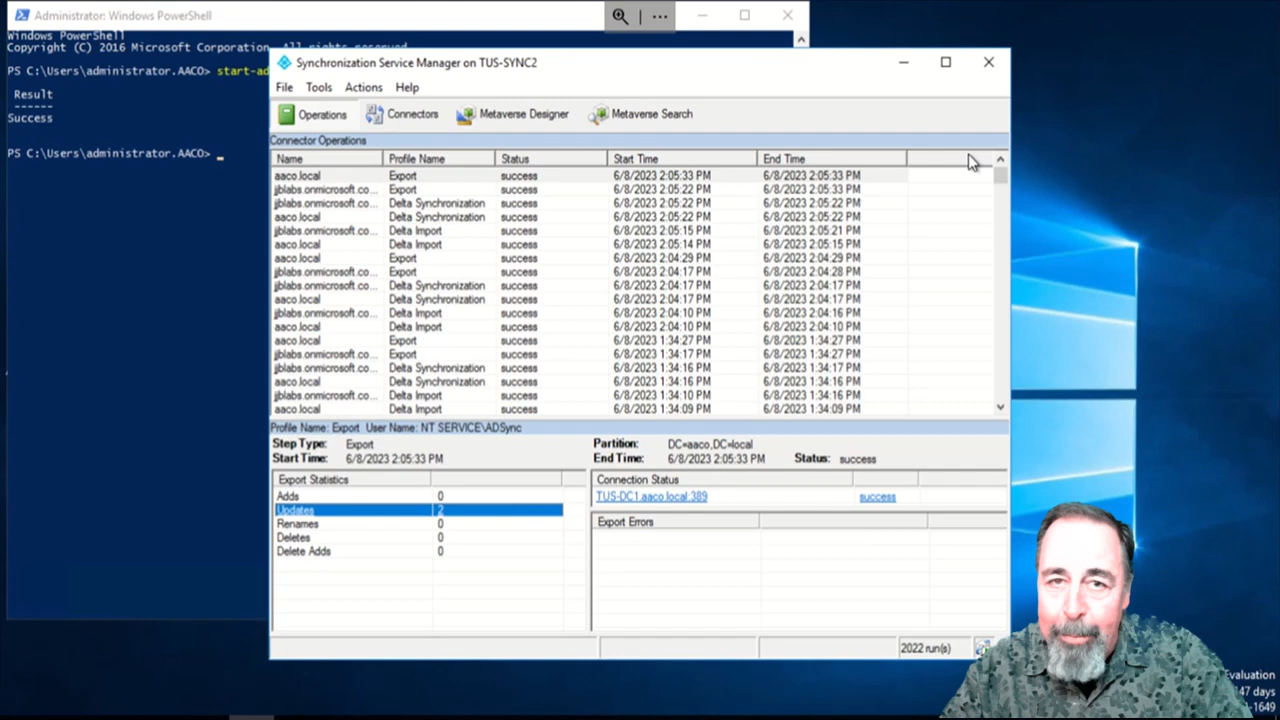 Administrator: Windows PowerShell
Windows PowerShell
Copyright (C) 2016 Microsoft Corporation. All rights reserved.
PS C:\Users\administrator.AACO> start-ad
Result
------
Success
PS C:\Users\administrator.AACO>
Synchronization Service Manager on TUS-SYNC2
File Tools Actions Help
Operations Connectors Metaverse Designer Metaverse Search
Connector Operations
Name Profile Name Status Start Time End Time
aaco.local Export success 6/8/2023 2:05:33 PM 6/8/2023 2:05:33 PM
jjblabs.onmicrosoft.co... Export success 6/8/2023 2:05:22 PM 6/8/2023 2:05:33 PM
jjblabs.onmicrosoft.co... Delta Synchronization success 6/8/2023 2:05:22 PM 6/8/2023 2:05:22 PM
aaco.local Delta Synchronization success 6/8/2023 2:05:22 PM 6/8/2023 2:05:22 PM
jjblabs.onmicrosoft.co... Delta Import success 6/8/2023 2:05:15 PM 6/8/2023 2:05:21 PM
aaco.local Delta Import success 6/8/2023 2:05:14 PM 6/8/2023 2:05:15 PM
aaco.local Export success 6/8/2023 2:04:29 PM 6/8/2023 2:04:29 PM
jjblabs.onmicrosoft.co... Export success 6/8/2023 2:04:17 PM 6/8/2023 2:04:28 PM
jjblabs.onmicrosoft.co... Delta Synchronization success 6/8/2023 2:04:17 PM 6/8/2023 2:04:17 PM
aaco.local Delta Synchronization success 6/8/2023 2:04:17 PM 6/8/2023 2:04:17 PM
jjblabs.onmicrosoft.co... Delta Import success 6/8/2023 2:04:10 PM 6/8/2023 2:04:16 PM
aaco.local Delta Import success 6/8/2023 2:04:10 PM 6/8/2023 2:04:10 PM
aaco.local Export success 6/8/2023 1:34:27 PM 6/8/2023 1:34:27 PM
jjblabs.onmicrosoft.co... Export success 6/8/2023 1:34:17 PM 6/8/2023 1:34:27 PM
jjblabs.onmicrosoft.co... Delta Synchronization success 6/8/2023 1:34:16 PM 6/8/2023 1:34:17 PM
aaco.local Delta Synchronization success 6/8/2023 1:34:16 PM 6/8/2023 1:34:16 PM
jjblabs.onmicrosoft.co... Delta Import success 6/8/2023 1:34:10 PM 6/8/2023 1:34:16 PM
aaco.local Delta Import success 6/8/2023 1:34:09 PM 6/8/2023 1:34:09 PM
Profile Name: Export User Name: NT SERVICE\ADSync
Step Type: Export Partition: DC=aaco,DC=local
Start Time: 6/8/2023 2:05:33 PM End Time: 6/8/2023 2:05:33 PM Status: success
Export Statistics
Adds 0
Updates 2
Renames 0
Deletes 0
Delete Adds 0
Connection Status
TUS-DC1.aaco.local:389 success
Export Errors
2022 run(s)
Evaluation
147 days
-1649